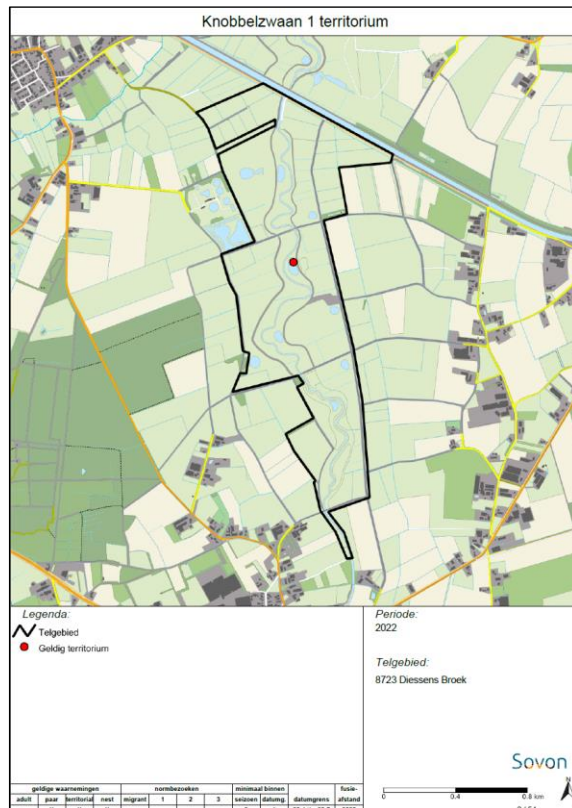 Knobbelzwaan 1 territorium
Legenda:
Telgebied
Geldig territorium
Periode:
2022
Telgebied:
8723 Diessens Broek
Sovon
0 0.4 0.8 km
N
geldige waarnemingen normbezoeken minimaal binnen fusie-
adult paar territoriaal nest migrant 1 2 3 seizoen datumg. datumgrens afstand